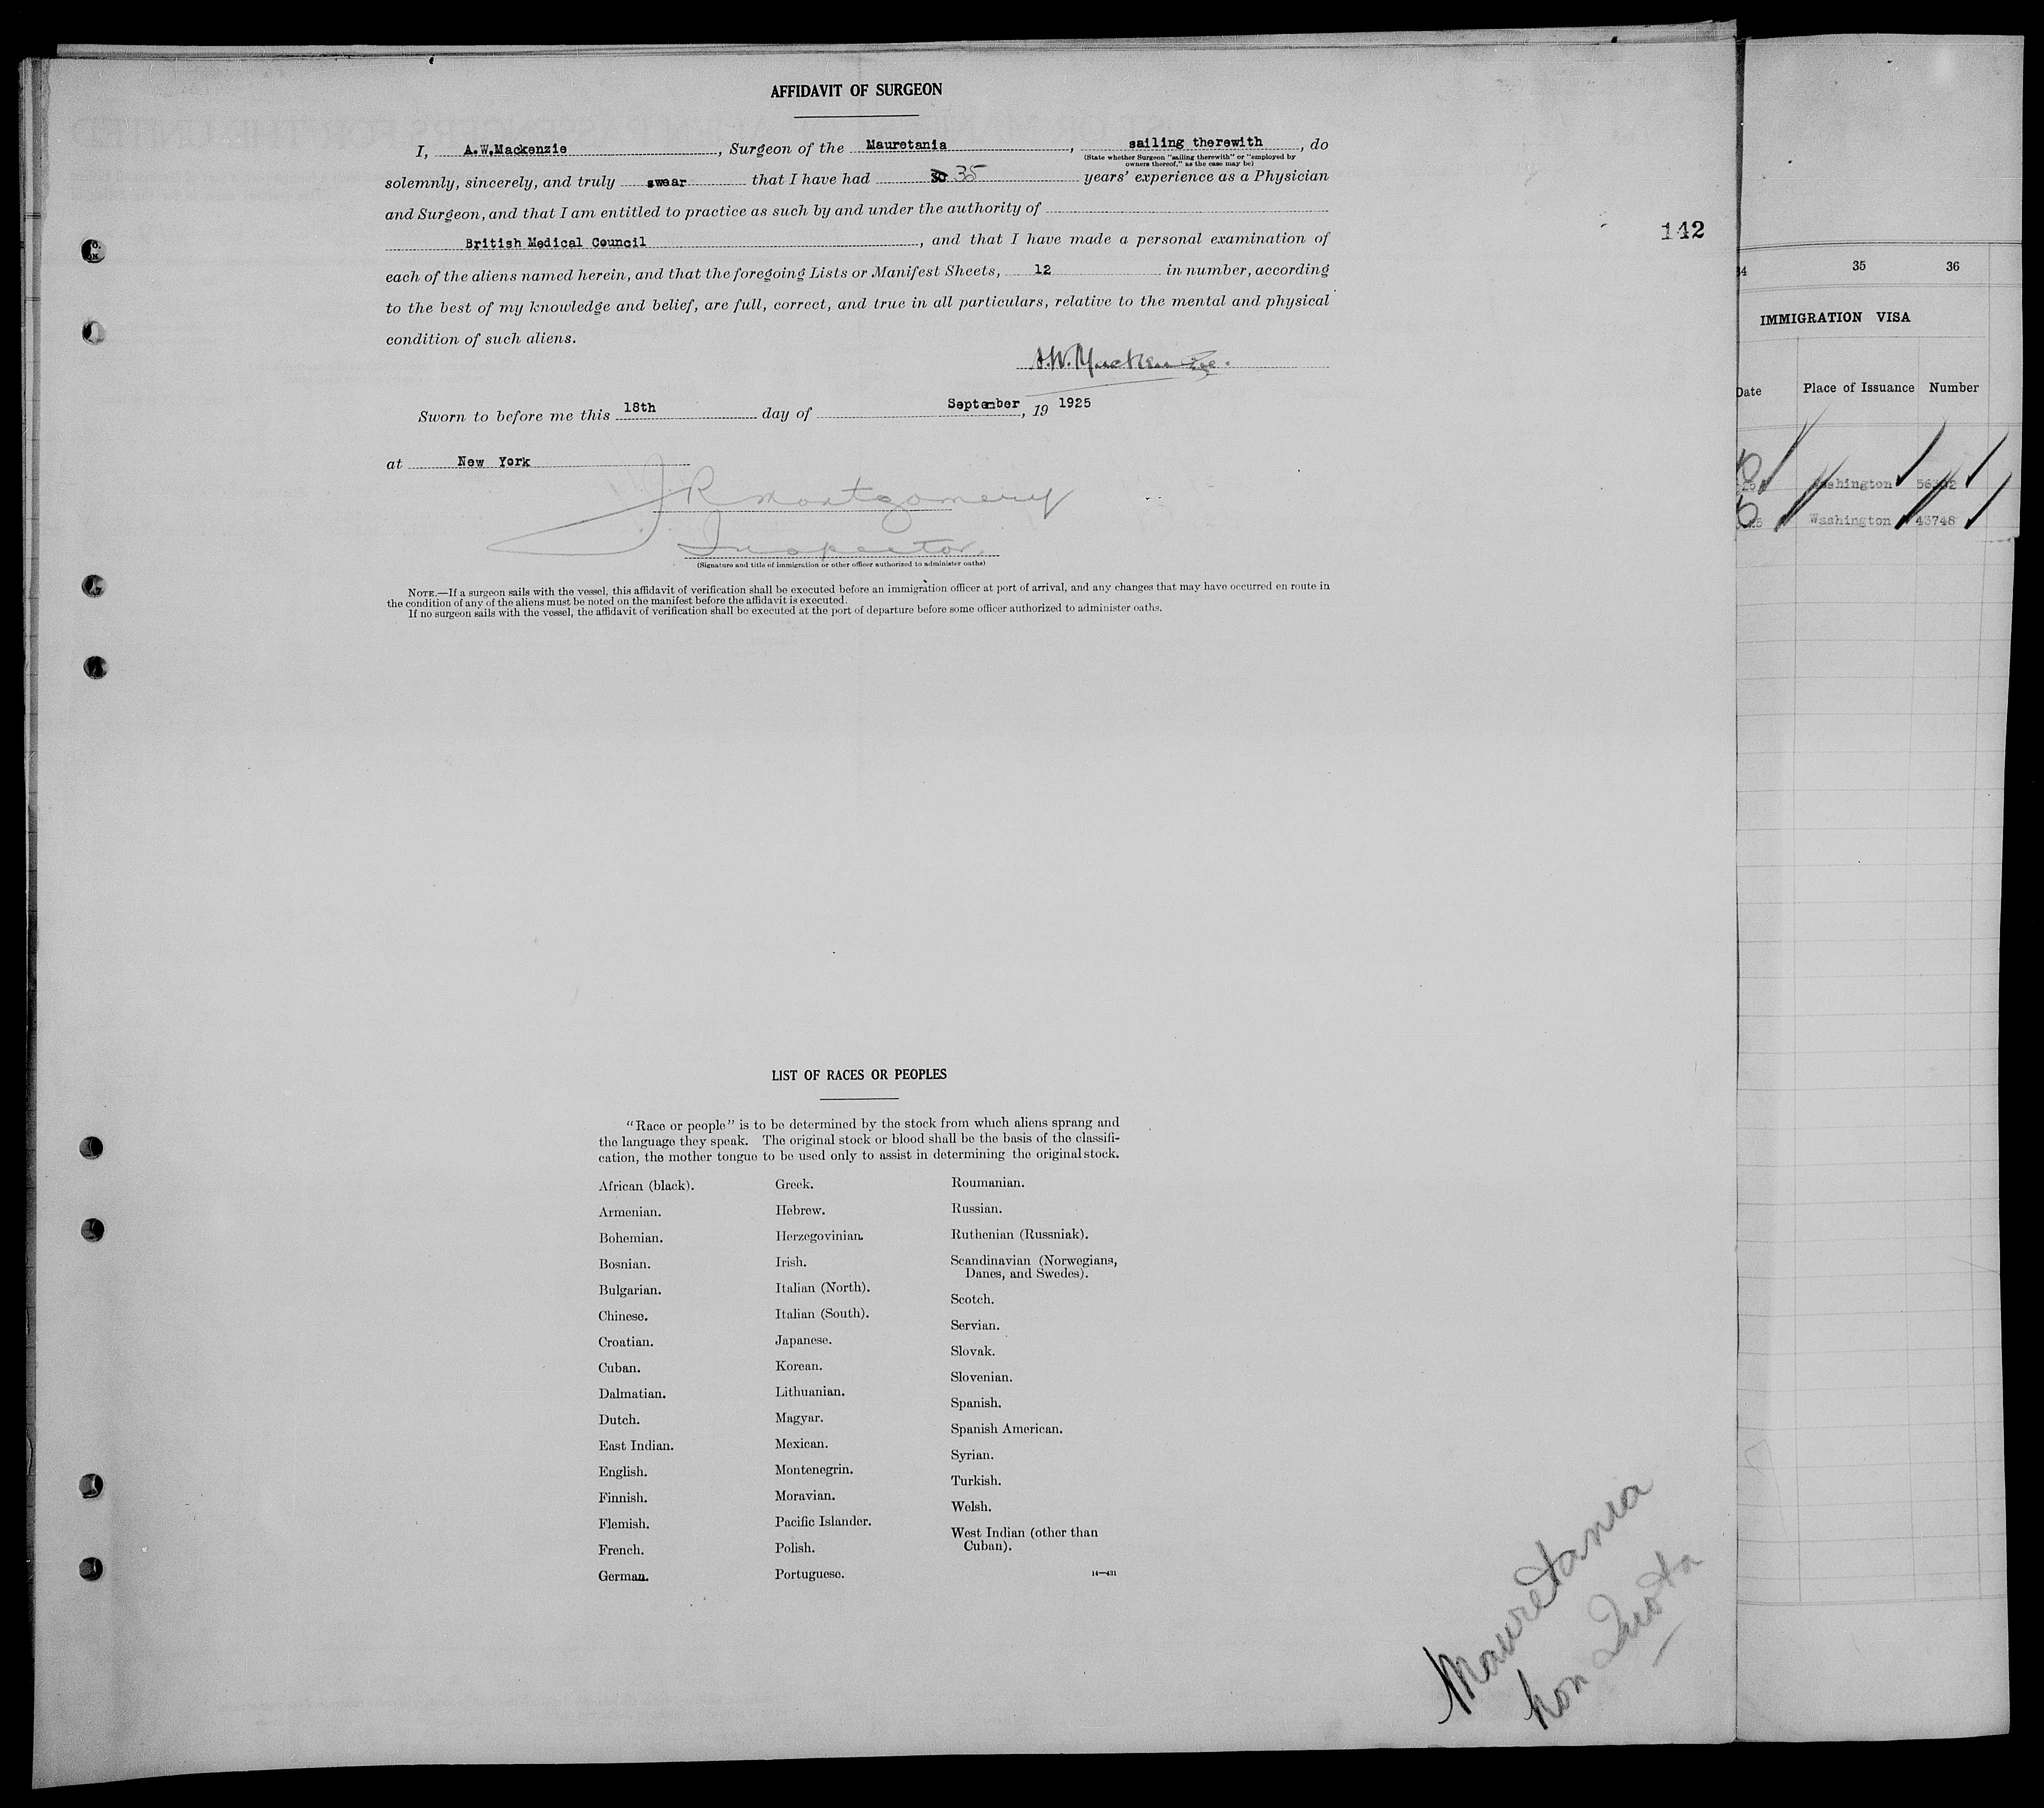 AFFIDAVIT OF SURGEON
I, A.W.Mackenzie, Surgeon of the Mauretania, sailing therewith, do
(State whether Surgeon "sailing therewith" or "employed by
owners thereof," as the case may be)
solemnly, sincerely, and truly swear that I have had 30 35 years' experience as a Physician
and Surgeon, and that I am entitled to practice as such by and under the authority of
British Medical Council, and that I have made a personal examination of
each of the aliens named herein, and that the foregoing Lists or Manifest Sheets, 12 in number, according
to the best of my knowledge and belief, are full, correct, and true in all particulars, relative to the mental and physical
condition of such aliens.
A.W. Mackenzie.
Sworn to before me this 18th day of September, 19 1925
at New York
J R Montgomery
Inspector
(Signature and title of immigration or other officer authorized to administer oaths)
NOTE.—If a surgeon sails with the vessel, this affidavit of verification shall be executed before an immigration officer at port of arrival, and any changes that may have occurred en route in
the condition of any of the aliens must be noted on the manifest before the affidavit is executed.
If no surgeon sails with the vessel, the affidavit of verification shall be executed at the port of departure before some officer authorized to administer oaths.
142
34 35 36
IMMIGRATION VISA
Date Place of Issuance Number
Washington
Washington 43748
LIST OF RACES OR PEOPLES
"Race or people" is to be determined by the stock from which aliens sprang and
the language they speak. The original stock or blood shall be the basis of the classifi-
cation, the mother tongue to be used only to assist in determining the original stock.
African (black).
Armenian.
Bohemian.
Bosnian.
Bulgarian.
Chinese.
Croatian.
Cuban.
Dalmatian.
Dutch.
East Indian.
English.
Finnish.
Flemish.
French.
German.
Greek.
Hebrew.
Herzegovinian.
Irish.
Italian (North).
Italian (South).
Japanese.
Korean.
Lithuanian.
Magyar.
Mexican.
Montenegrin.
Moravian.
Pacific Islander.
Polish.
Portuguese.
Roumanian.
Russian.
Ruthenian (Russniak).
Scandinavian (Norwegians,
Danes, and Swedes).
Scotch.
Servian.
Slovak.
Slovenian.
Spanish.
Spanish American.
Syrian.
Turkish.
Welsh.
West Indian (other than
Cuban).
14—431
Mauretania
non Quota